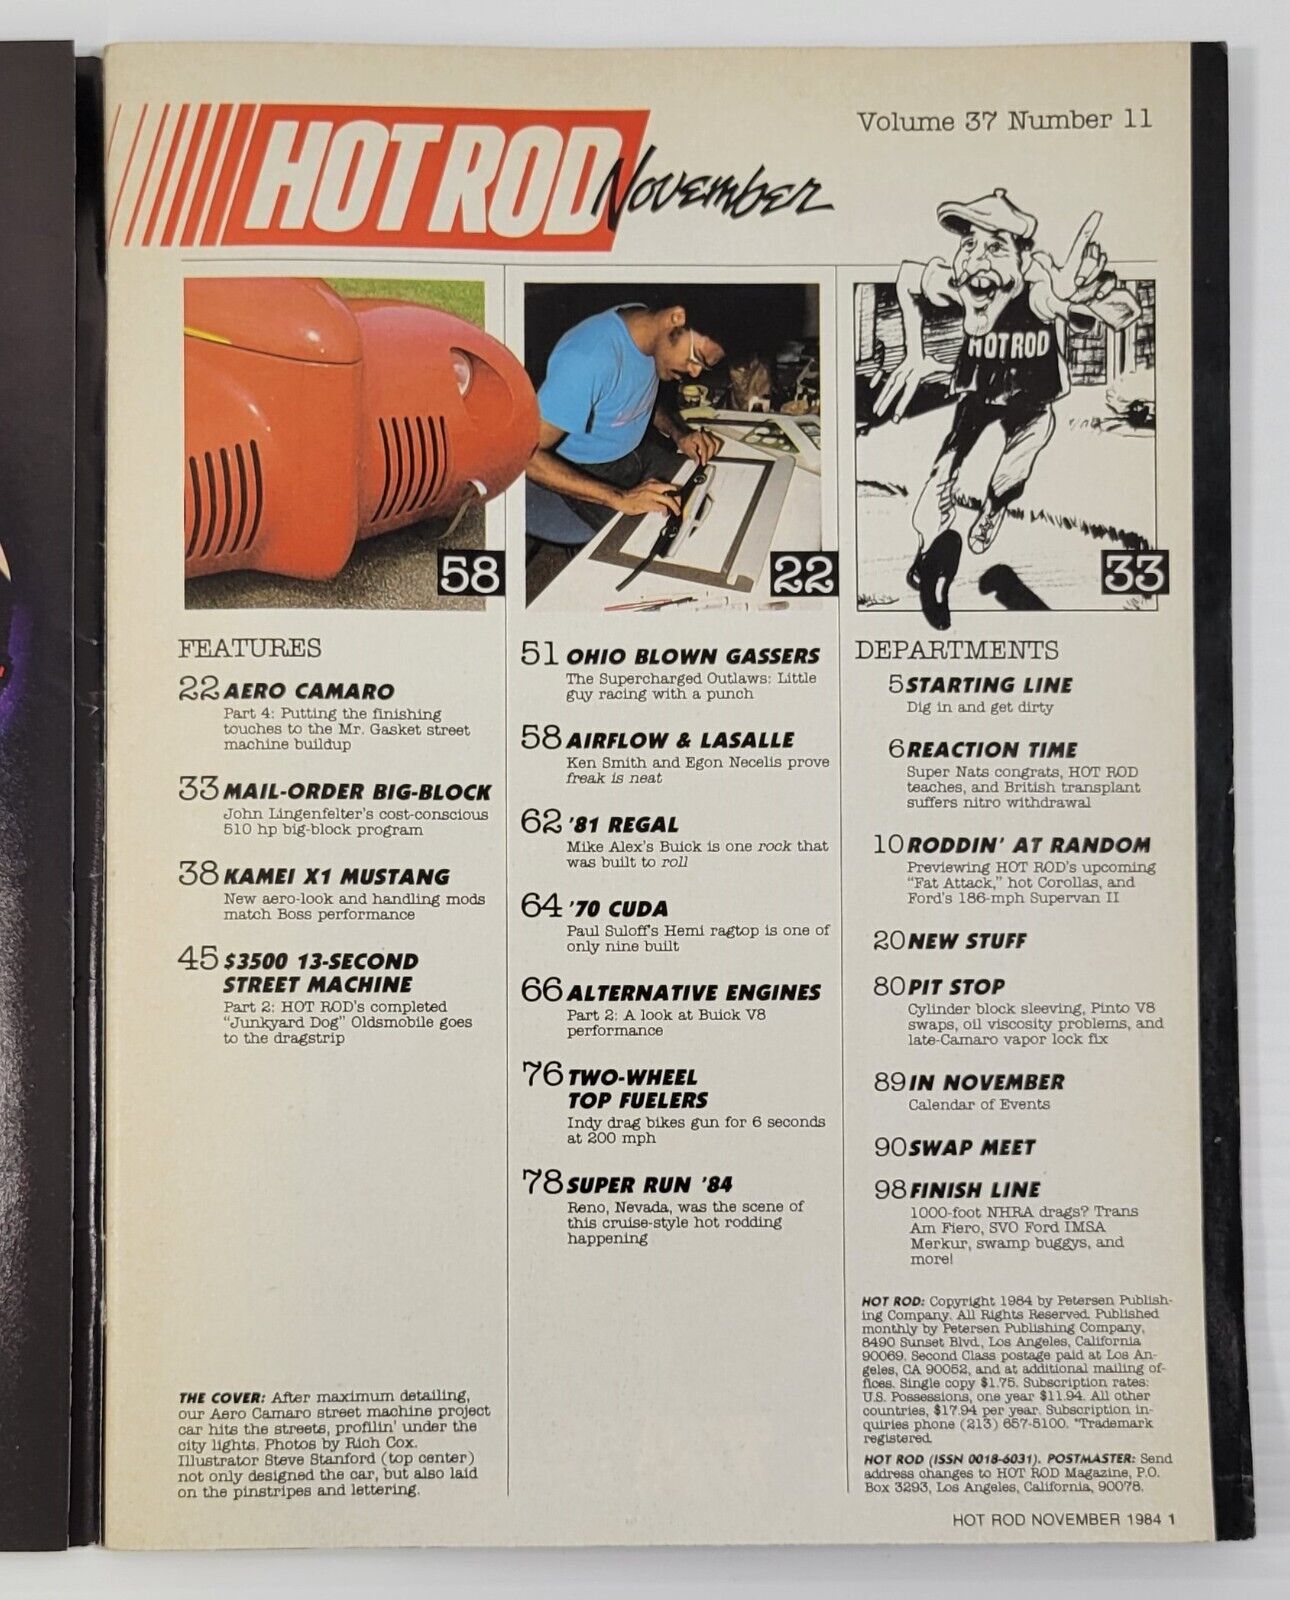 HOT ROD November
Volume 37 Number 11
HOT ROD
58
22
33
FEATURES
22 AERO CAMARO
Part 4: Putting the finishing
touches to the Mr. Gasket street
machine buildup
33 MAIL-ORDER BIG-BLOCK
John Lingenfelter's cost-conscious
510 hp big-block program
38 KAMEI X1 MUSTANG
New aero-look and handling mods
match Boss performance
45 $3500 13-SECOND
STREET MACHINE
Part 2: HOT ROD's completed
"Junkyard Dog" Oldsmobile goes
to the dragstrip
THE COVER: After maximum detailing,
our Aero Camaro street machine project
car hits the streets, profilin' under the
city lights. Photos by Rich Cox.
Illustrator Steve Stanford (top center)
not only designed the car, but also laid
on the pinstripes and lettering.
51 OHIO BLOWN GASSERS
The Supercharged Outlaws: Little
guy racing with a punch
58 AIRFLOW & LASALLE
Ken Smith and Egon Necelis prove
freak is neat
62 '81 REGAL
Mike Alex's Buick is one rock that
was built to roll
64 '70 CUDA
Paul Suloff's Hemi ragtop is one of
only nine built
66 ALTERNATIVE ENGINES
Part 2: A look at Buick V8
performance
76 TWO-WHEEL
TOP FUELERS
Indy drag bikes gun for 6 seconds
at 200 mph
78 SUPER RUN '84
Reno, Nevada, was the scene of
this cruise-style hot rodding
happening
DEPARTMENTS
5 STARTING LINE
Dig in and get dirty
6 REACTION TIME
Super Nats congrats, HOT ROD
teaches, and British transplant
suffers nitro withdrawal
10 RODDIN' AT RANDOM
Previewing HOT ROD's upcoming
"Fat Attack," hot Corollas, and
Ford's 186-mph Supervan II
20 NEW STUFF
80 PIT STOP
Cylinder block sleeving, Pinto V8
swaps, oil viscosity problems, and
late-Camaro vapor lock fix
89 IN NOVEMBER
Calendar of Events
90 SWAP MEET
98 FINISH LINE
1000-foot NHRA drags? Trans
Am Fiero, SVO Ford IMSA
Merkur, swamp buggys, and
more!
HOT ROD: Copyright 1984 by Petersen Publish-
ing Company. All Rights Reserved. Published
monthly by Petersen Publishing Company,
8490 Sunset Blvd., Los Angeles, California
90069. Second Class postage paid at Los An-
geles, CA 90052, and at additional mailing of-
fices. Single copy $1.75. Subscription rates:
U.S. Possessions, one year $11.94. All other
countries, $17.94 per year. Subscription in-
quiries phone (213) 657-5100. *Trademark
registered.
HOT ROD (ISSN 0018-6031). POSTMASTER: Send
address changes to HOT ROD Magazine, P.O.
Box 3293, Los Angeles, California, 90078.
HOT ROD NOVEMBER 1984 1